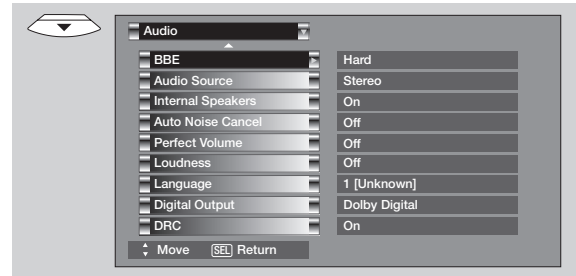 Audio
BBE Hard
Audio Source Stereo
Internal Speakers On
Auto Noise Cancel Off
Perfect Volume Off
Loudness Off
Language 1 [Unknown]
Digital Output Dolby Digital
DRC On
Move SEL Return